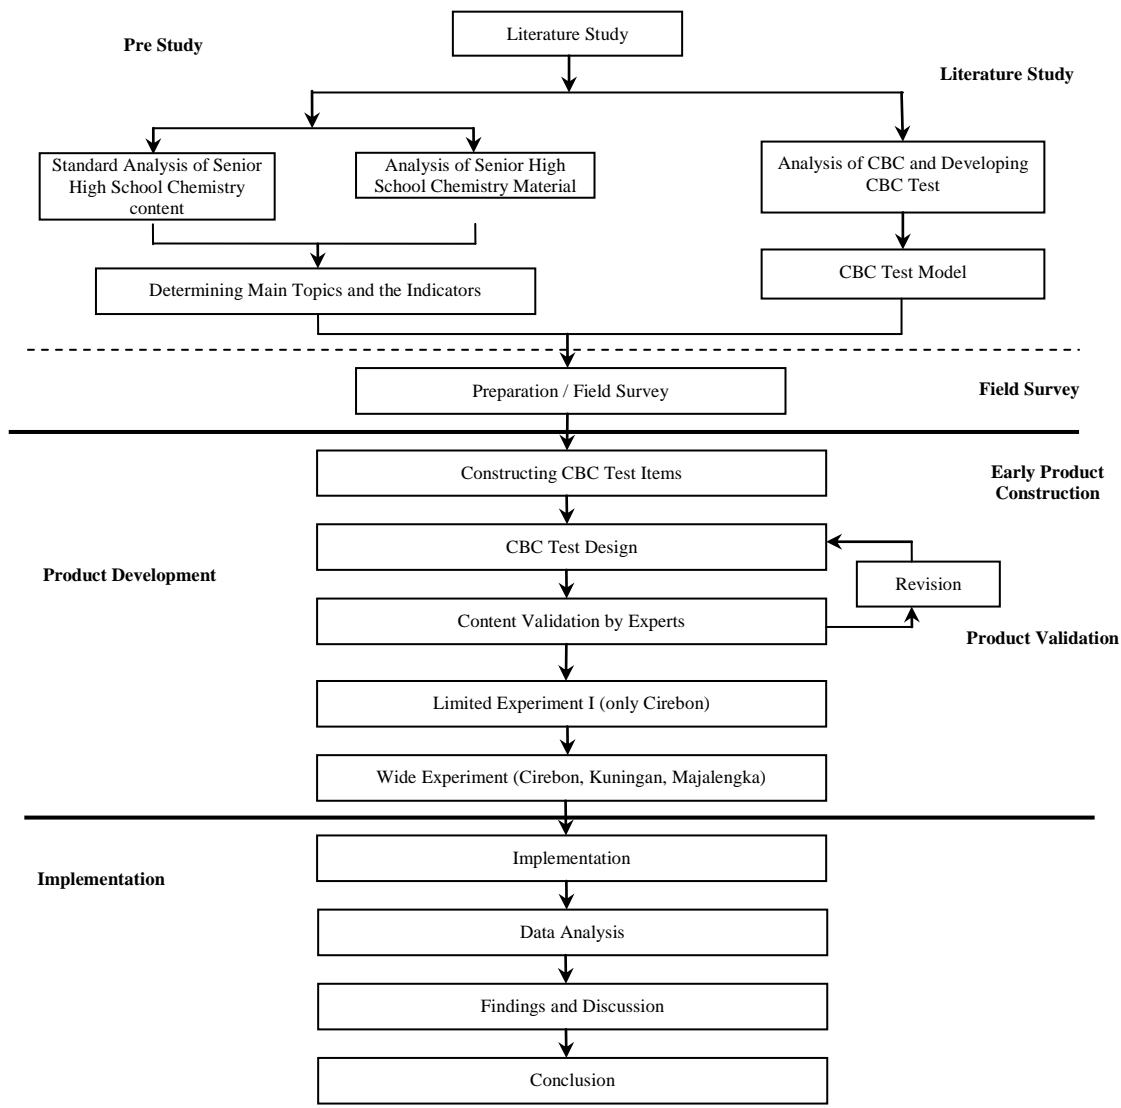 Literature Study
Pre Study
Literature Study
Standard Analysis of Senior
High School Chemistry
content
Analysis of Senior High
School Chemistry Material
Analysis of CBC and Developing
CBC Test
CBC Test Model
Determining Main Topics and the Indicators
Preparation / Field Survey
Field Survey
Constructing CBC Test Items
Early Product
Construction
CBC Test Design
Product Development
Revision
Content Validation by Experts
Product Validation
Limited Experiment I (only Cirebon)
Wide Experiment (Cirebon, Kuningan, Majalengka)
Implementation
Implementation
Data Analysis
Findings and Discussion
Conclusion